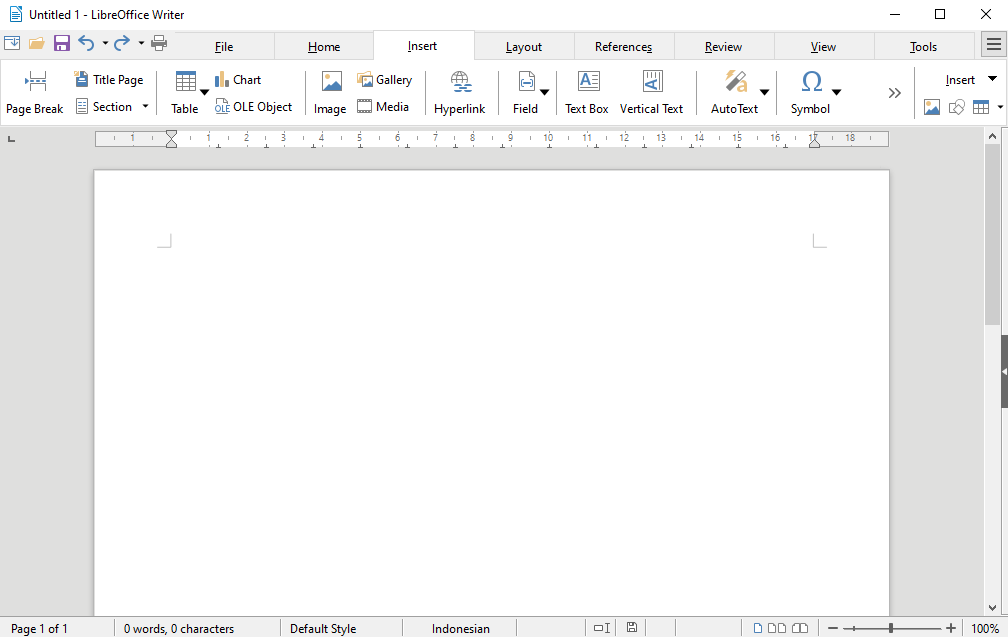 Untitled 1 - LibreOffice Writer
File Home Insert Layout References Review View Tools
Title Page Chart Gallery Insert
Page Break Section Table OLE Object Image Media Hyperlink Field Text Box Vertical Text AutoText Symbol
1 1 2 3 4 5 6 7 8 9 10 11 12 13 14 15 16 17 18
Page 1 of 1 0 words, 0 characters Default Style Indonesian 100%